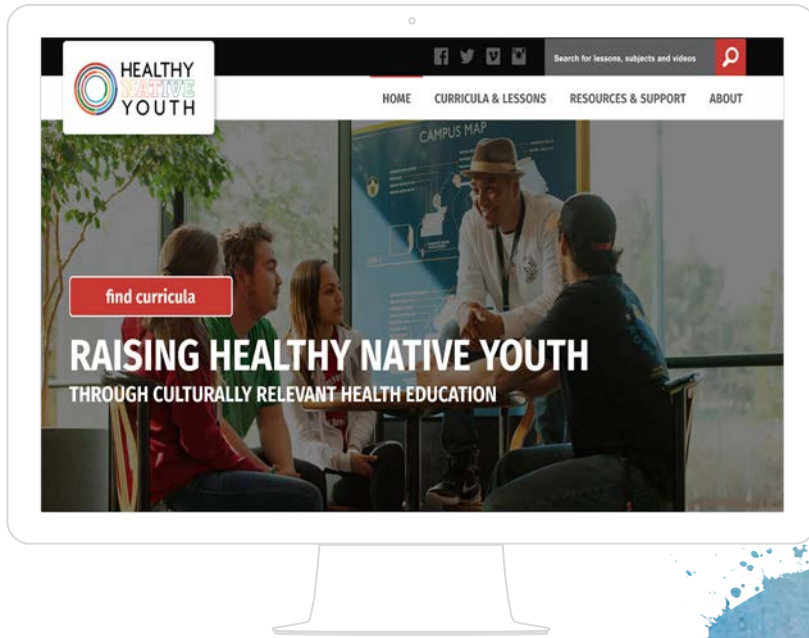 HEALTHY
NATIVE
YOUTH
Search for lessons, subjects and videos
HOME CURRICULA & LESSONS RESOURCES & SUPPORT ABOUT
CAMPUS MAP
find curricula
RAISING HEALTHY NATIVE YOUTH
THROUGH CULTURALLY RELEVANT HEALTH EDUCATION